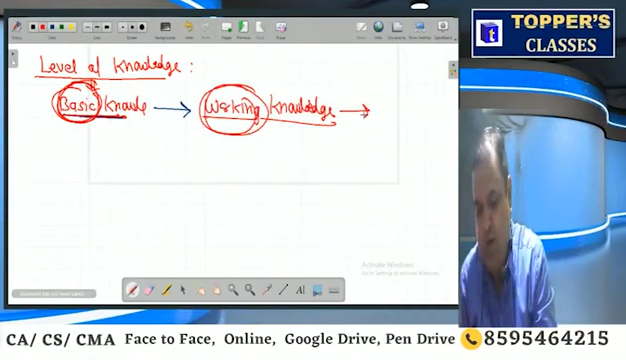 TOPPER'S
CLASSES
Level of Knowledge :
Basic Knowle → Working Knowledge →
Activate Windows
CA/ CS/ CMA Face to Face, Online, Google Drive, Pen Drive 8595464215